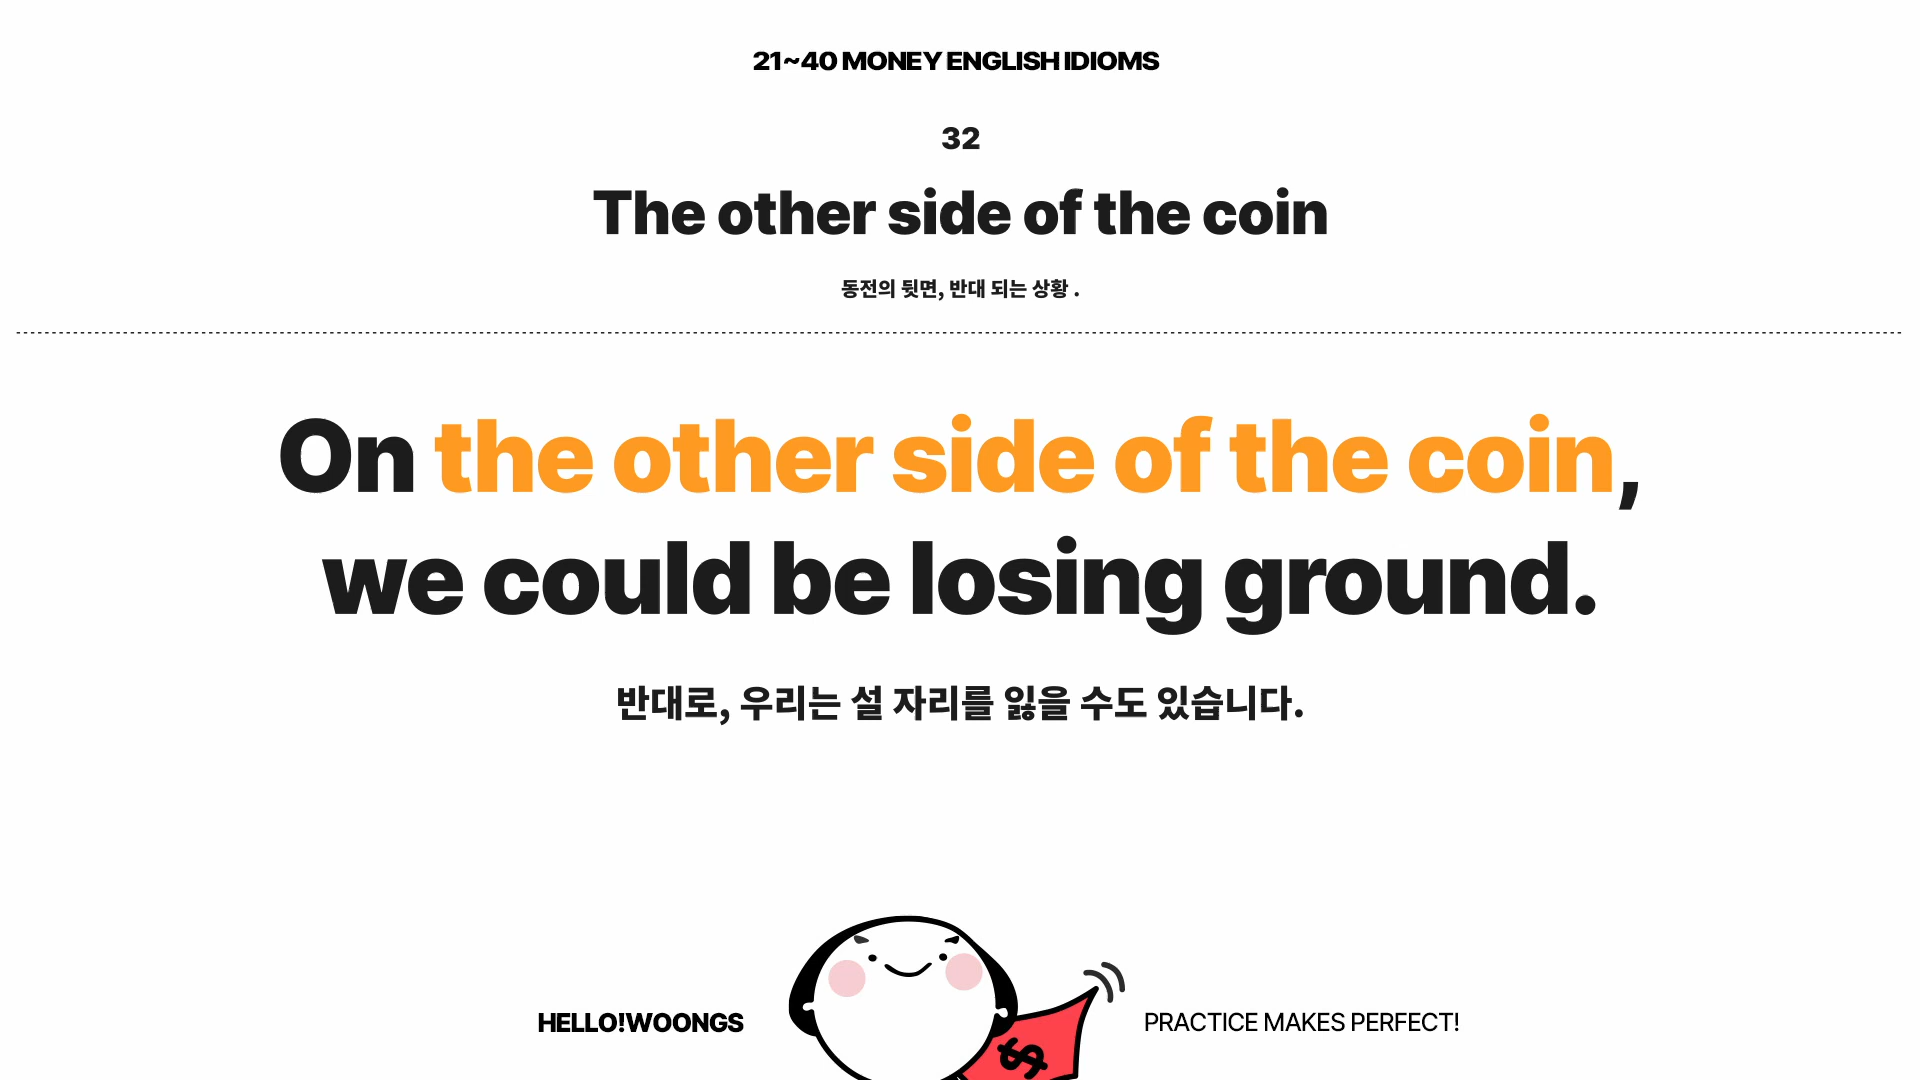 21~40 MONEY ENGLISH IDIOMS
32
The other side of the coin
동전의 뒷면, 반대 되는 상황 .
On the other side of the coin,
we could be losing ground.
반대로, 우리는 설 자리를 잃을 수도 있습니다.
HELLO!WOONGS
$
PRACTICE MAKES PERFECT!